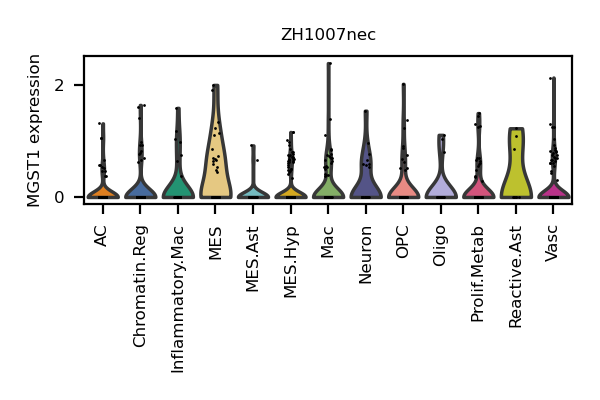 ZH1007nec
MGST1 expression
2
0
AC
Chromatin.Reg
Inflammatory.Mac
MES
MES.Ast
MES.Hyp
Mac
Neuron
OPC
Oligo
Prolif.Metab
Reactive.Ast
Vasc